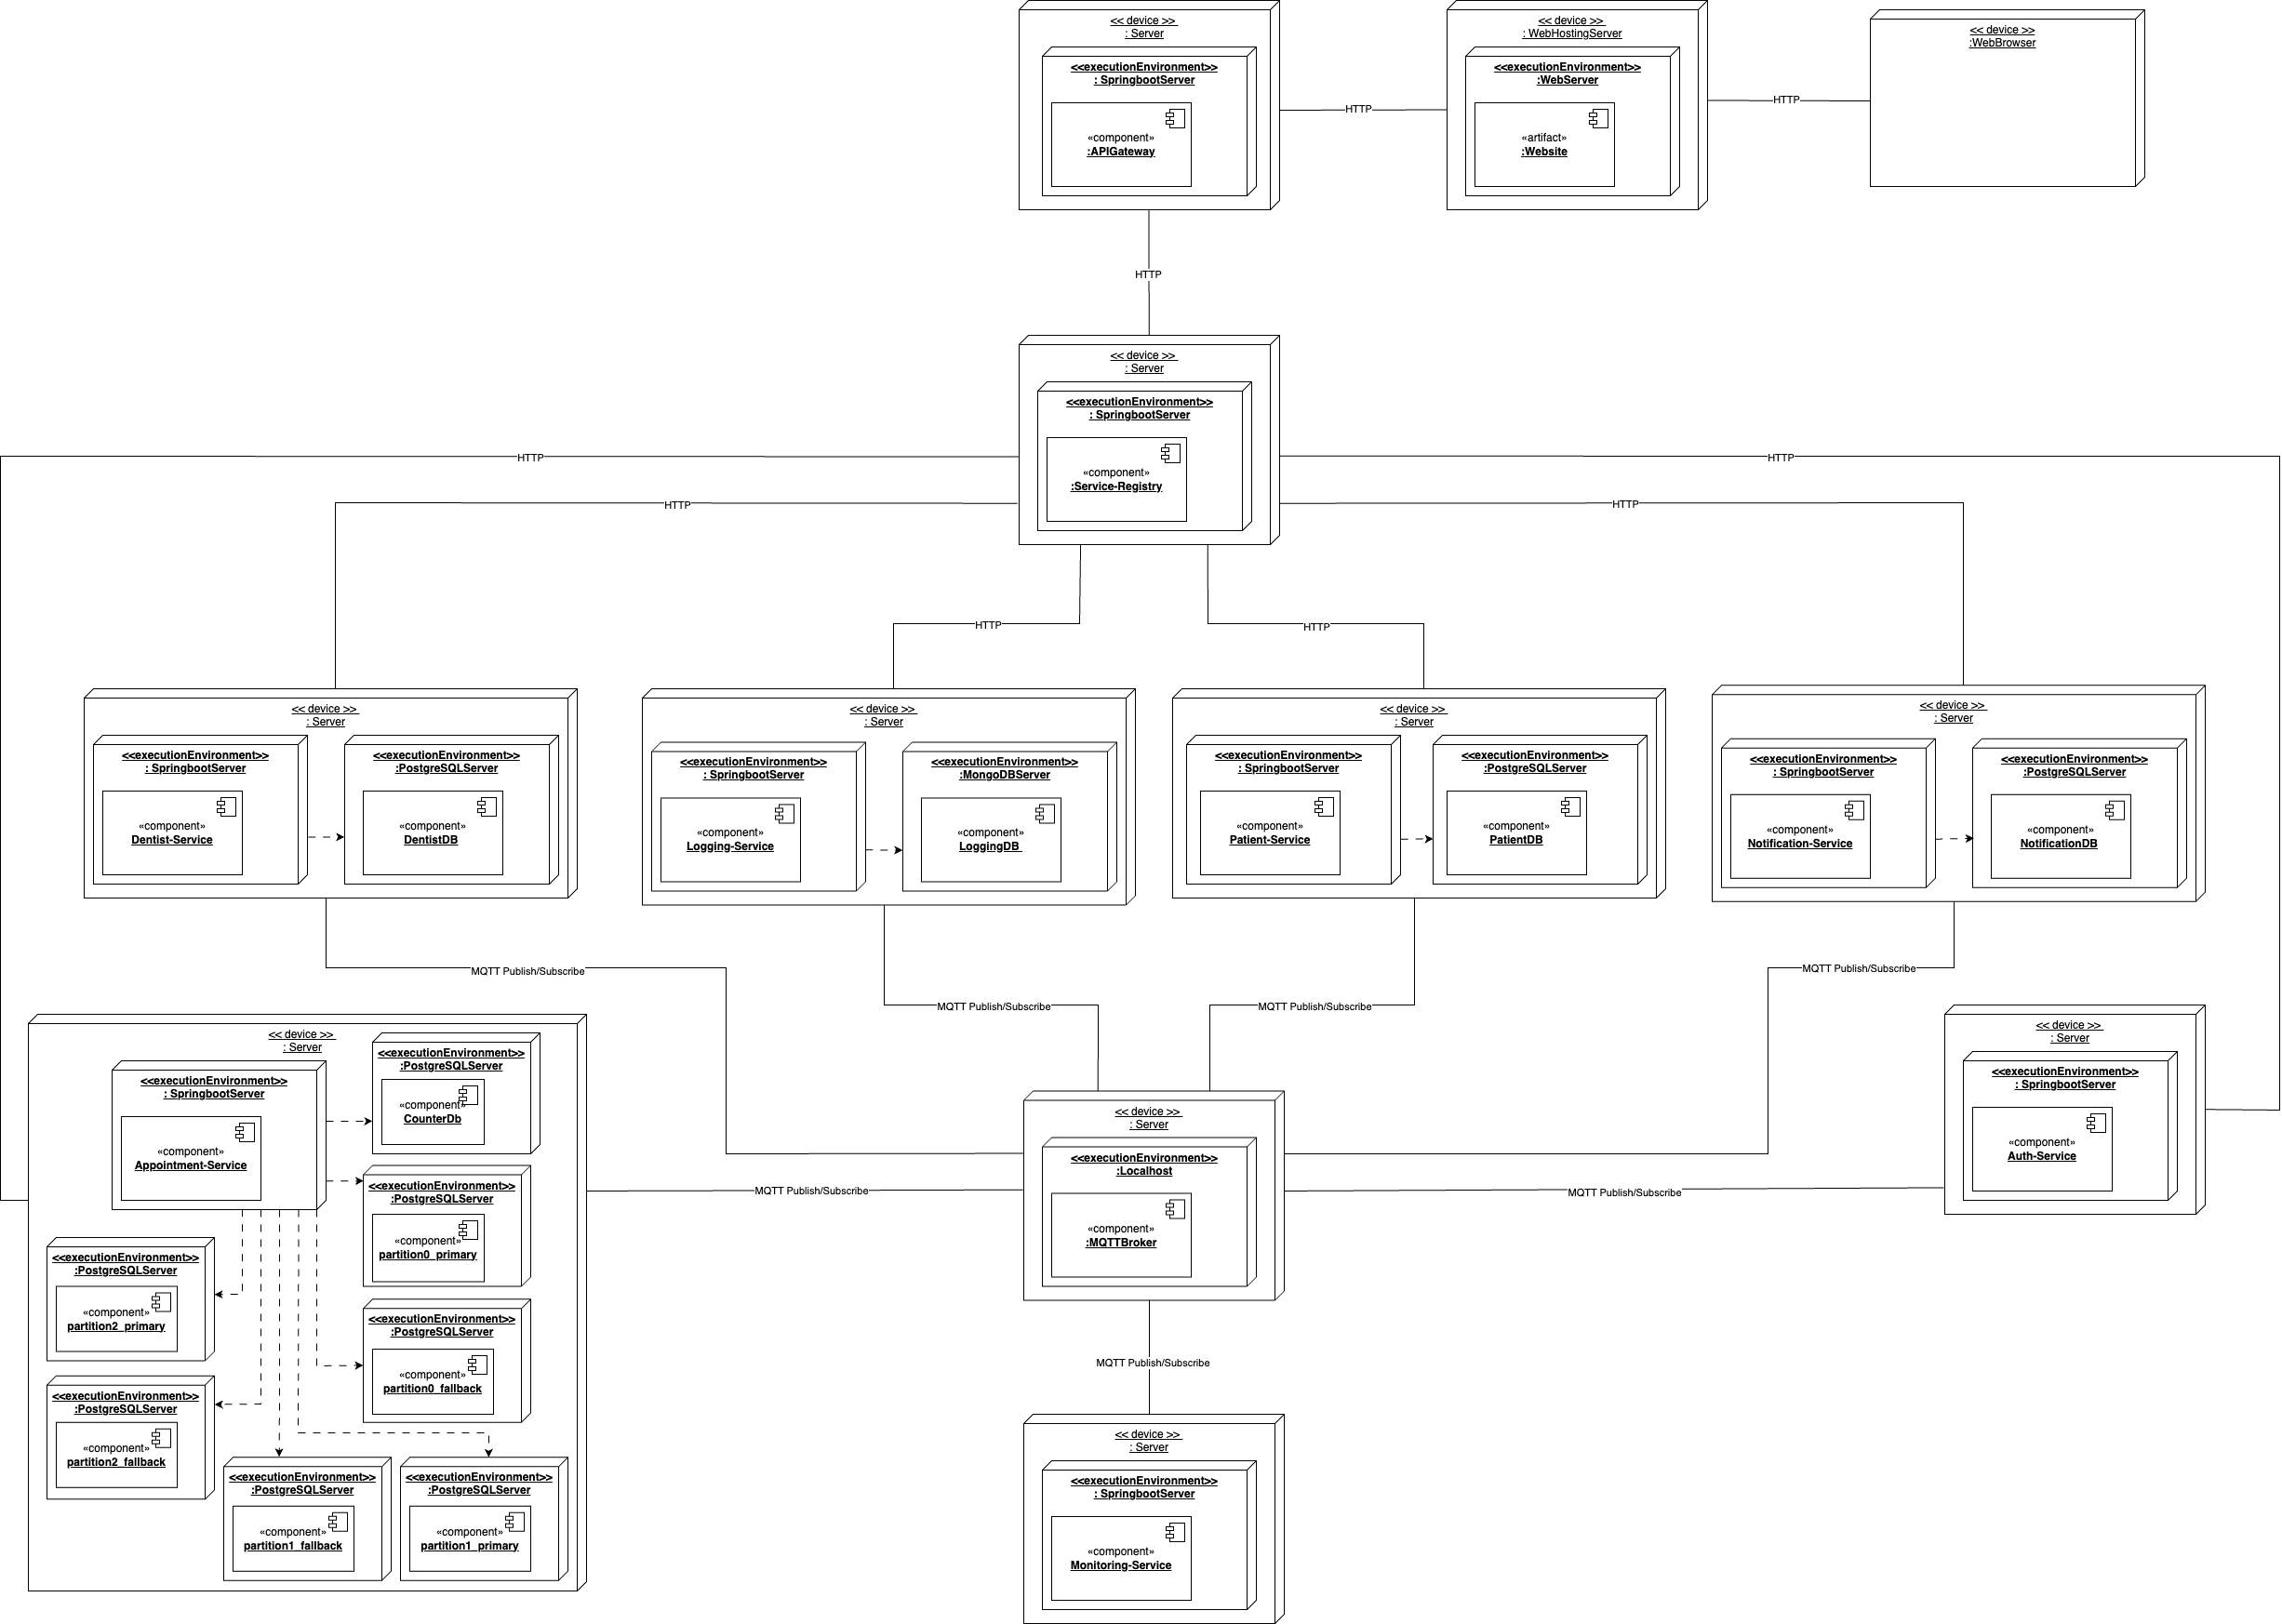 << device >>
: Server
<<executionEnvironment>>
: SpringbootServer
«component»
:APIGateway
HTTP
<< device >>
: WebHostingServer
<<executionEnvironment>>
:WebServer
«artifact»
:Website
HTTP
<< device >>
:WebBrowser
HTTP
<< device >>
: Server
<<executionEnvironment>>
: SpringbootServer
«component»
:Service-Registry
HTTP
HTTP
HTTP
HTTP
HTTP
HTTP
<< device >>
: Server
<<executionEnvironment>>
: SpringbootServer
«component»
Dentist-Service
<<executionEnvironment>>
:PostgreSQLServer
«component»
DentistDB
<< device >>
: Server
<<executionEnvironment>>
: SpringbootServer
«component»
Logging-Service
<<executionEnvironment>>
:MongoDBServer
«component»
LoggingDB
<< device >>
: Server
<<executionEnvironment>>
: SpringbootServer
«component»
Patient-Service
<<executionEnvironment>>
:PostgreSQLServer
«component»
PatientDB
<< device >>
: Server
<<executionEnvironment>>
: SpringbootServer
«component»
Notification-Service
<<executionEnvironment>>
:PostgreSQLServer
«component»
NotificationDB
MQTT Publish/Subscribe
MQTT Publish/Subscribe
MQTT Publish/Subscribe
MQTT Publish/Subscribe
<< device >>
: Server
<<executionEnvironment>>
: SpringbootServer
«component»
Appointment-Service
<<executionEnvironment>>
:PostgreSQLServer
«component»
CounterDb
<<executionEnvironment>>
:PostgreSQLServer
«component»
partition0_primary
<<executionEnvironment>>
:PostgreSQLServer
«component»
partition2_primary
<<executionEnvironment>>
:PostgreSQLServer
«component»
partition0_fallback
<<executionEnvironment>>
:PostgreSQLServer
«component»
partition2_fallback
<<executionEnvironment>>
:PostgreSQLServer
«component»
partition1_fallback
<<executionEnvironment>>
:PostgreSQLServer
«component»
partition1_primary
MQTT Publish/Subscribe
<< device >>
: Server
<<executionEnvironment>>
:Localhost
«component»
:MQTTBroker
MQTT Publish/Subscribe
<< device >>
: Server
<<executionEnvironment>>
: SpringbootServer
«component»
Auth-Service
MQTT Publish/Subscribe
<< device >>
: Server
<<executionEnvironment>>
: SpringbootServer
«component»
Monitoring-Service